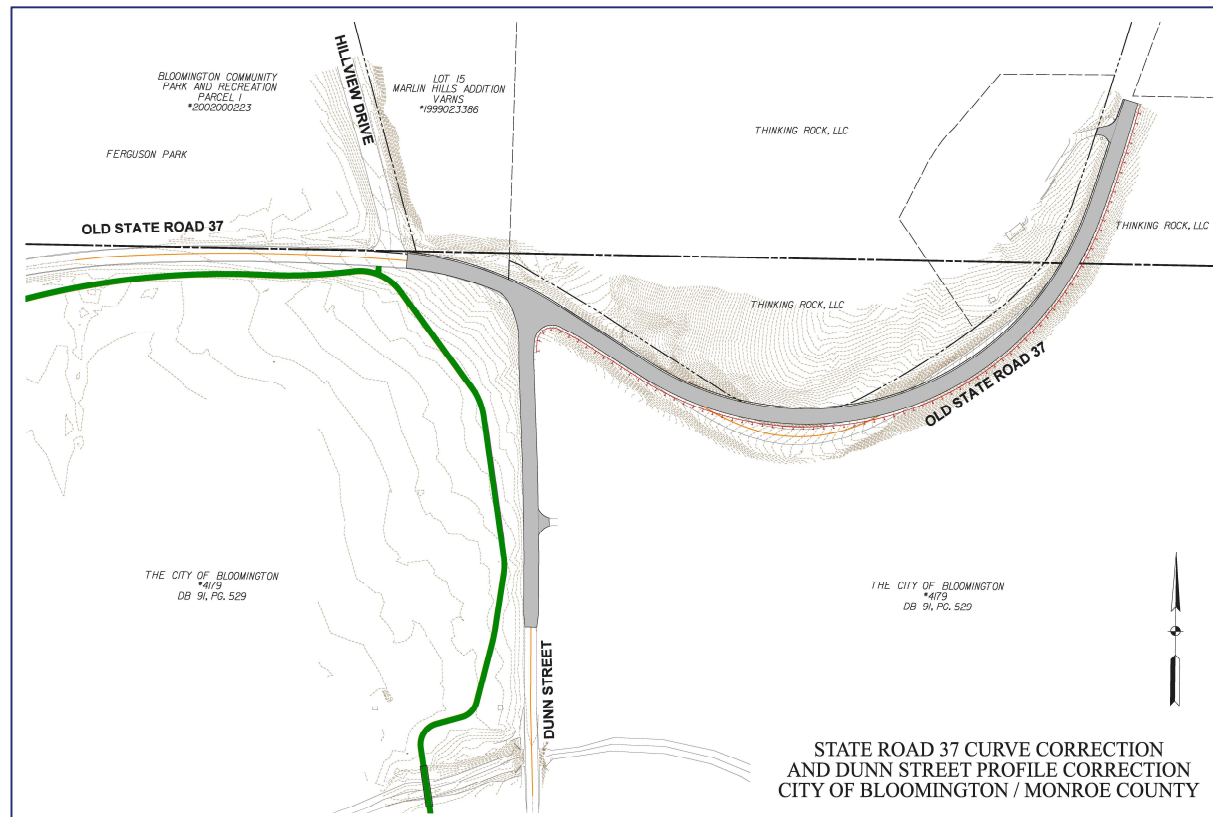 HILLVIEW DRIVE
BLOOMINGTON COMMUNITY
PARK AND RECREATION
PARCEL 1
*2002000223
LOT 15
MARLIN HILLS ADDITION
VARNS
*1999023386
THINKING ROCK, LLC
FERGUSON PARK
OLD STATE ROAD 37
THINKING ROCK, LLC
THINKING ROCK, LLC
OLD STATE ROAD 37
THE CITY OF BLOOMINGTON
*4179
DB 91, PG. 529
THE CITY OF BLOOMINGTON
*4179
DB 91, PG. 529
DUNN STREET
STATE ROAD 37 CURVE CORRECTION
AND DUNN STREET PROFILE CORRECTION
CITY OF BLOOMINGTON / MONROE COUNTY